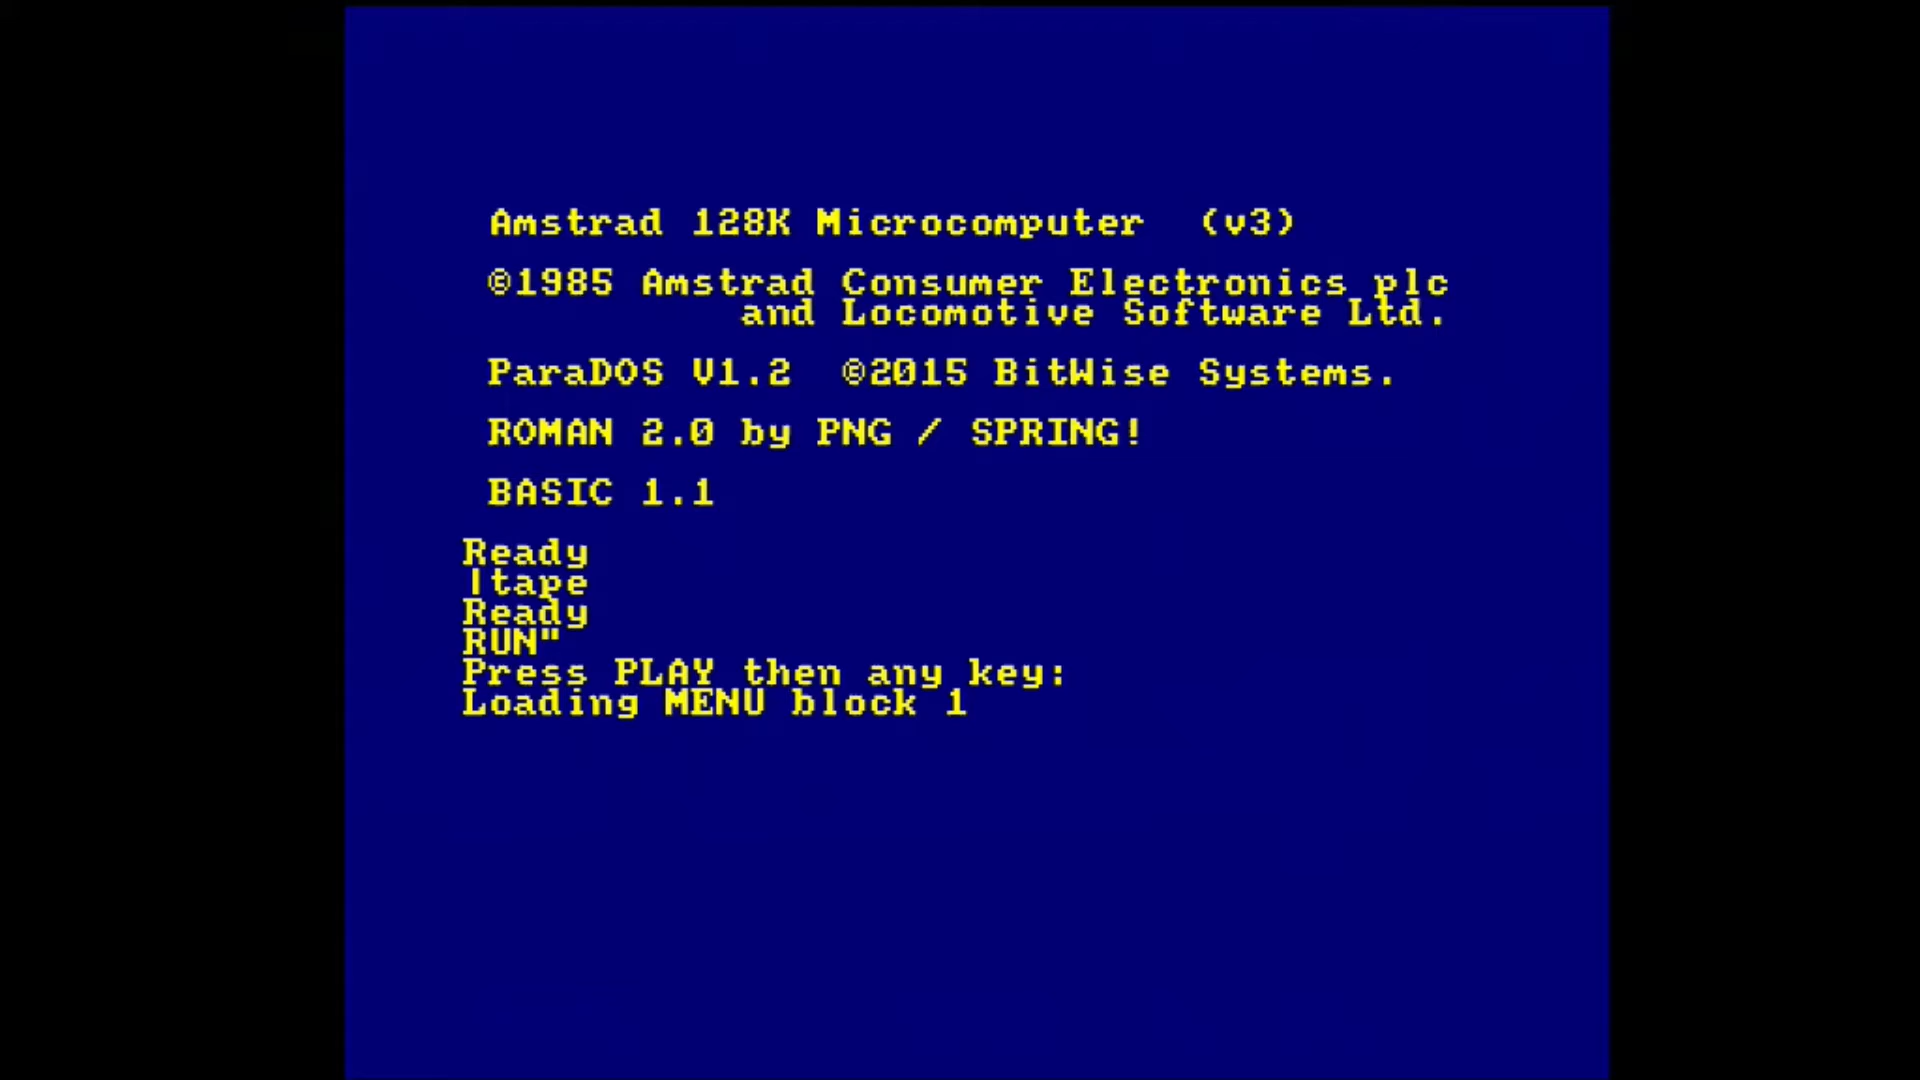 Amstrad 128K Microcomputer  (v3)
©1985 Amstrad Consumer Electronics plc
and Locomotive Software Ltd.
ParaDOS V1.2  ©2015 BitWise Systems.
ROMAN 2.0 by PNG / SPRING!
BASIC 1.1
Ready
|tape
Ready
RUN"
Press PLAY then any key:
Loading MENU block 1